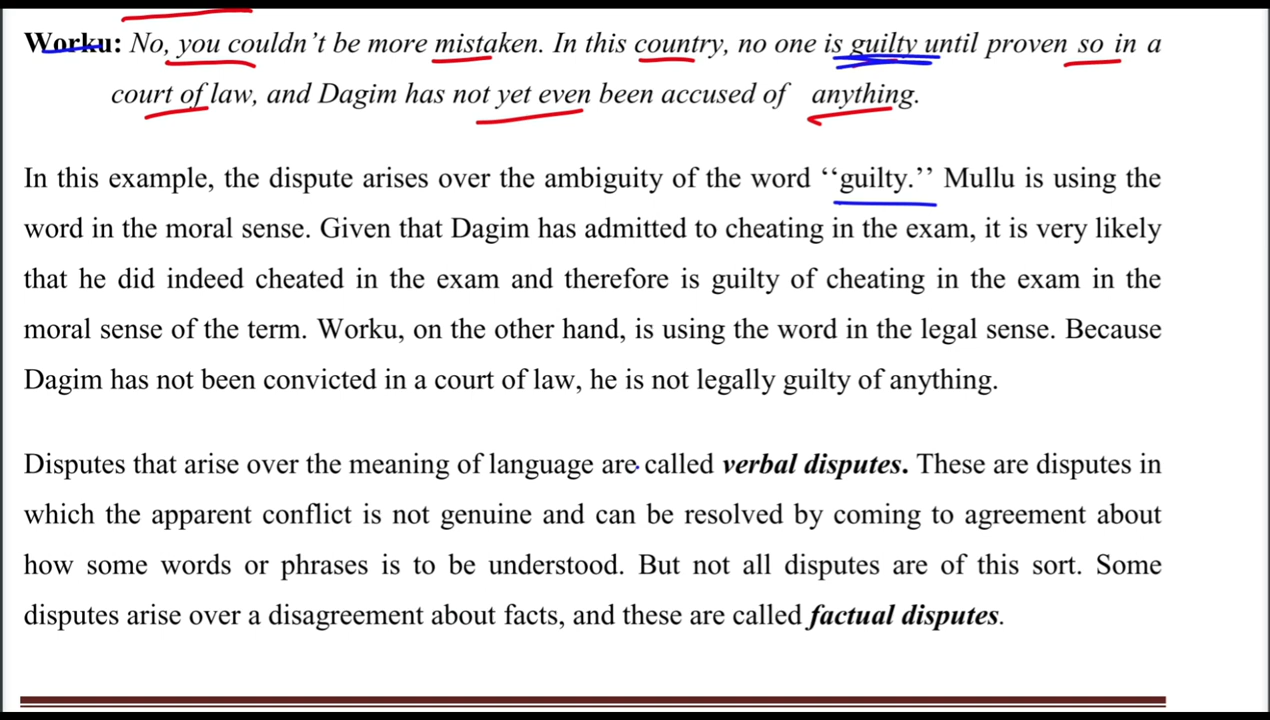 Worku: No, you couldn't be more mistaken. In this country, no one is guilty until proven so in a
court of law, and Dagim has not yet even been accused of anything.
In this example, the dispute arises over the ambiguity of the word ‘‘guilty.’’ Mullu is using the
word in the moral sense. Given that Dagim has admitted to cheating in the exam, it is very likely
that he did indeed cheated in the exam and therefore is guilty of cheating in the exam in the
moral sense of the term. Worku, on the other hand, is using the word in the legal sense. Because
Dagim has not been convicted in a court of law, he is not legally guilty of anything.
Disputes that arise over the meaning of language are called verbal disputes. These are disputes in
which the apparent conflict is not genuine and can be resolved by coming to agreement about
how some words or phrases is to be understood. But not all disputes are of this sort. Some
disputes arise over a disagreement about facts, and these are called factual disputes.